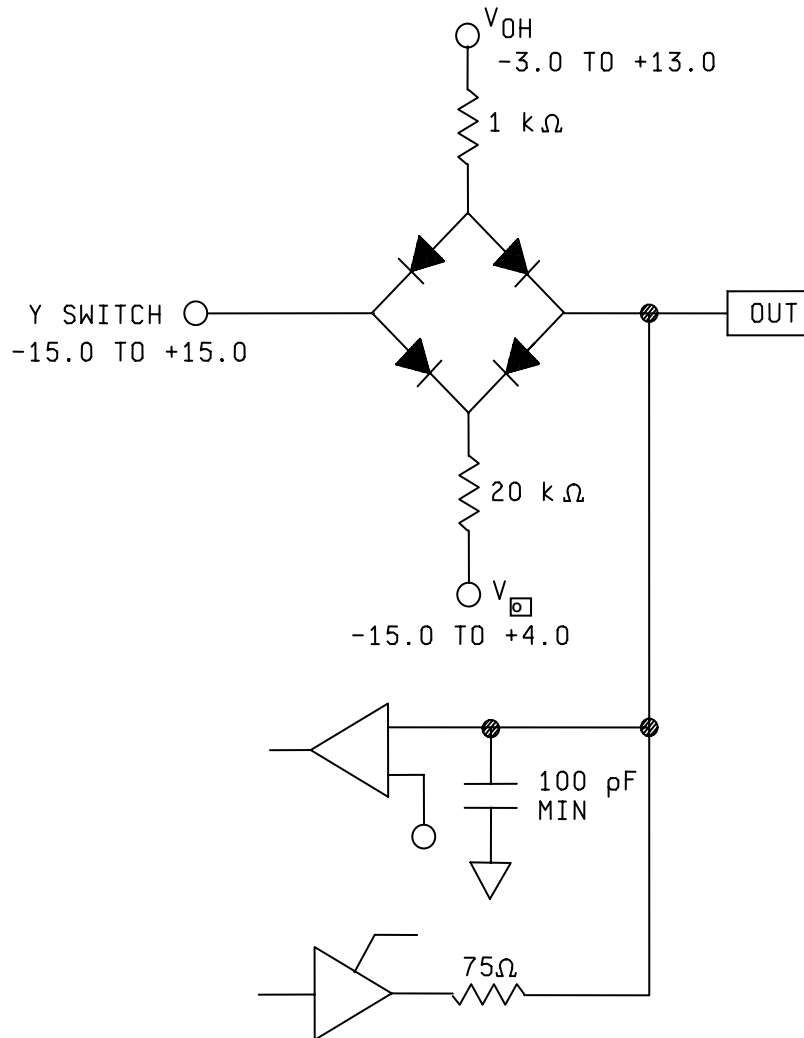 VOH
-3.0 TO +13.0
1 kΩ
Y SWITCH
-15.0 TO +15.0
OUT
20 kΩ
V
-15.0 TO +4.0
100 pF
MIN
75Ω